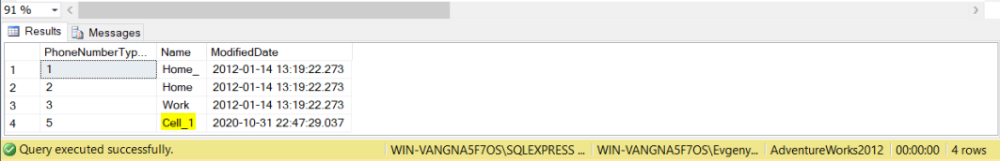 91 %
Results Messages
PhoneNumberTyp... Name ModifiedDate
1 1 Home_ 2012-01-14 13:19:22.273
2 2 Home 2012-01-14 13:19:22.273
3 3 Work 2012-01-14 13:19:22.273
4 5 Cell_1 2020-10-31 22:47:29.037
Query executed successfully. WIN-VANGNA5F7OS\SQLEXPRESS ... WIN-VANGNA5F7OS\Evgeny... AdventureWorks2012 00:00:00 4 rows